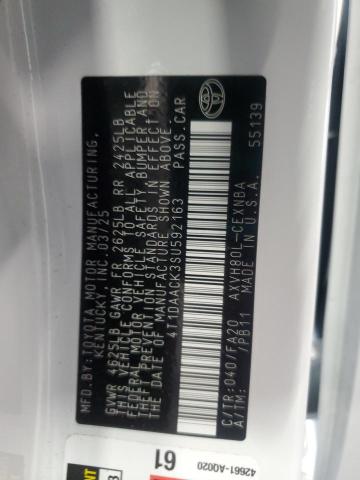 MFD.BY:TOYOTA MOTOR MANUFACTURING,
KENTUCKY, INC.03/25
GVWR 4625LB GAWR FR 2625LB RR 2425LB
THIS VEHICLE CONFORMS TO ALL APPLICABLE
FEDERAL MOTOR VEHICLE SAFETY, BUMPER, AND
THEFT PREVENTION STANDARDS IN EFFECT ON
THE DATE OF MANUFACTURE SHOWN ABOVE.
4T1DAACK3SU592163 PASS.CAR
C/TR:040/FA20 AXVH80L-CEXNBA
A/TM: /PB11 MADE IN U.S.A. 55139
61
42661-A0020